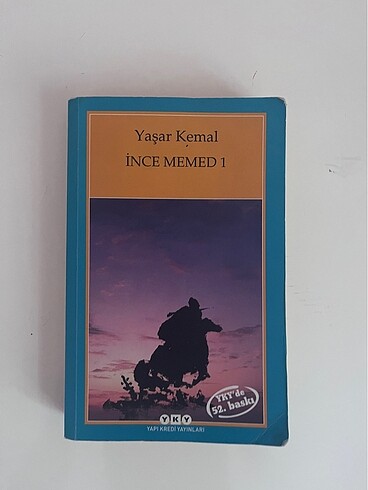 Yaşar Kemal
İNCE MEMED 1
YKY'de
52. baskı
YKY
YAPI KREDİ YAYINLARI